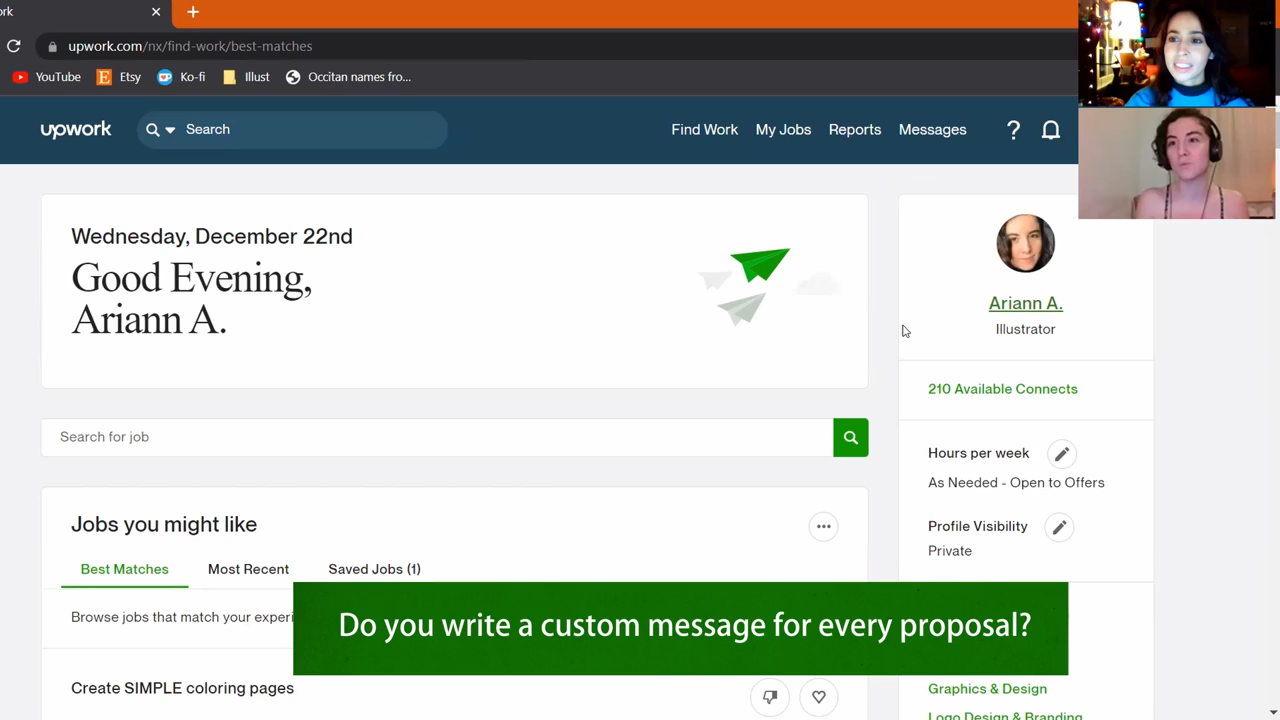 ork
upwork.com/nx/find-work/best-matches
YouTube
Etsy
Ko-fi
Illust
Occitan names fro...
upwork
Search
Find Work
My Jobs
Reports
Messages
?
Wednesday, December 22nd
Good Evening,
Ariann A.
Ariann A.
Illustrator
210 Available Connects
Search for job
Hours per week
As Needed - Open to Offers
Profile Visibility
Private
Jobs you might like
Best Matches
Most Recent
Saved Jobs (1)
Browse jobs that match your experi
Do you write a custom message for every proposal?
Create SIMPLE coloring pages
Graphics & Design
Logo Design & Branding